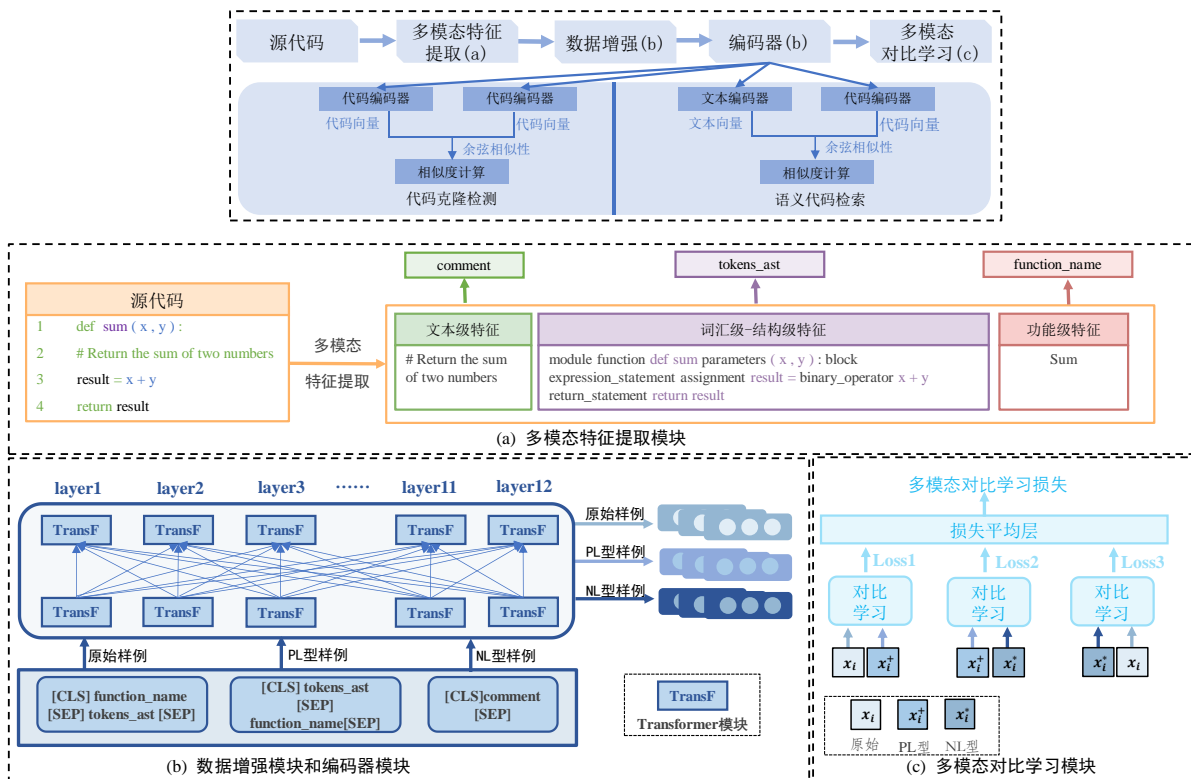 源代码
多模态特征
提取(a)
数据增强(b)
编码器(b)
多模态
对比学习(c)
代码编码器
代码编码器
文本编码器
代码编码器
代码向量
代码向量
文本向量
代码向量
余弦相似性
余弦相似性
相似度计算
相似度计算
代码克隆检测
语义代码检索
comment
tokens_ast
function_name
源代码
1 def sum ( x , y ) :
2 # Return the sum of two numbers
3 result = x + y
4 return result
多模态
特征提取
文本级特征
# Return the sum
of two numbers
词汇级-结构级特征
module function def sum parameters ( x , y ) : block
expression_statement assignment result = binary_operator x + y
return_statement return result
功能级特征
Sum
(a) 多模态特征提取模块
layer1 layer2 layer3 ······ layer11 layer12
TransF TransF TransF TransF TransF
TransF TransF TransF TransF TransF
原始样例
PL型样例
NL型样例
原始样例
PL型样例
NL型样例
[CLS] function_name
[SEP] tokens_ast [SEP]
[CLS] tokens_ast
[SEP]
function_name[SEP]
[CLS]comment
[SEP]
TransF
Transformer模块
(b) 数据增强模块和编码器模块
多模态对比学习损失
损失平均层
Loss1 Loss2 Loss3
对比
学习
对比
学习
对比
学习
x_i x_i^+ x_i^+ x_i^* x_i^* x_i
x_i x_i^+ x_i^*
原始 PL型 NL型
(c) 多模态对比学习模块